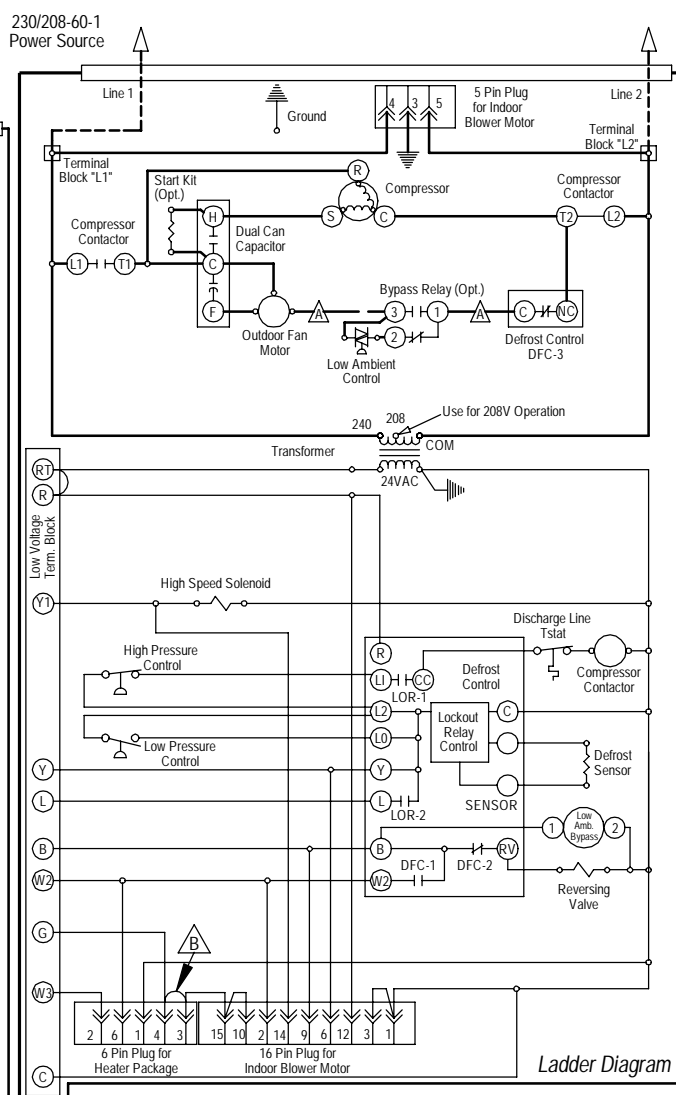 230/208-60-1
Power Source
Line 1
Ground
4 3 5
5 Pin Plug
for Indoor
Blower Motor
Line 2
Terminal
Block "L1"
Terminal
Block "L2"
Start Kit
(Opt.)
R
Compressor
Compressor
Contactor
H
S
C
T2
L2
Compressor
Contactor
Dual Can
Capacitor
L1
T1
C
Bypass Relay (Opt.)
F
A
3
1
A
C
NC
Outdoor Fan
Motor
2
Defrost Control
DFC-3
Low Ambient
Control
240
208
Use for 208V Operation
Transformer
COM
24VAC
RT
R
Low Voltage
Term. Block
High Speed Solenoid
Y1
Discharge Line
Tstat
High Pressure
Control
R
LI
CC
LOR-1
Defrost
Control
Compressor
Contactor
L2
Lockout
Relay
Control
C
LO
Low Pressure
Control
Y
Y
Defrost
Sensor
L
L
LOR-2
SENSOR
1
Low
Amb.
Bypass
2
B
B
DFC-1
DFC-2
RV
W2
W2
Reversing
Valve
G
B
W3
2 6 1 4 3
15 10 2 14 9 6 12 3 1
6 Pin Plug for
Heater Package
16 Pin Plug for
Indoor Blower Motor
C
Ladder Diagram